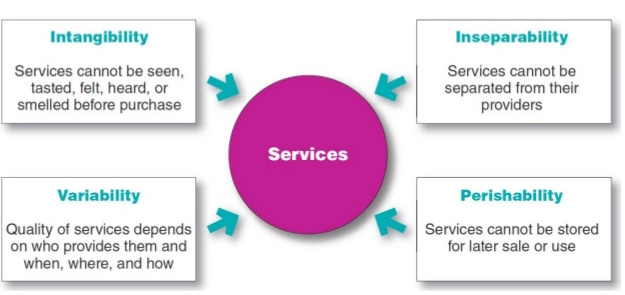 Intangibility
Services cannot be seen,
tasted, felt, heard, or
smelled before purchase
Inseparability
Services cannot be
separated from their
providers
Services
Variability
Quality of services depends
on who provides them and
when, where, and how
Perishability
Services cannot be stored
for later sale or use